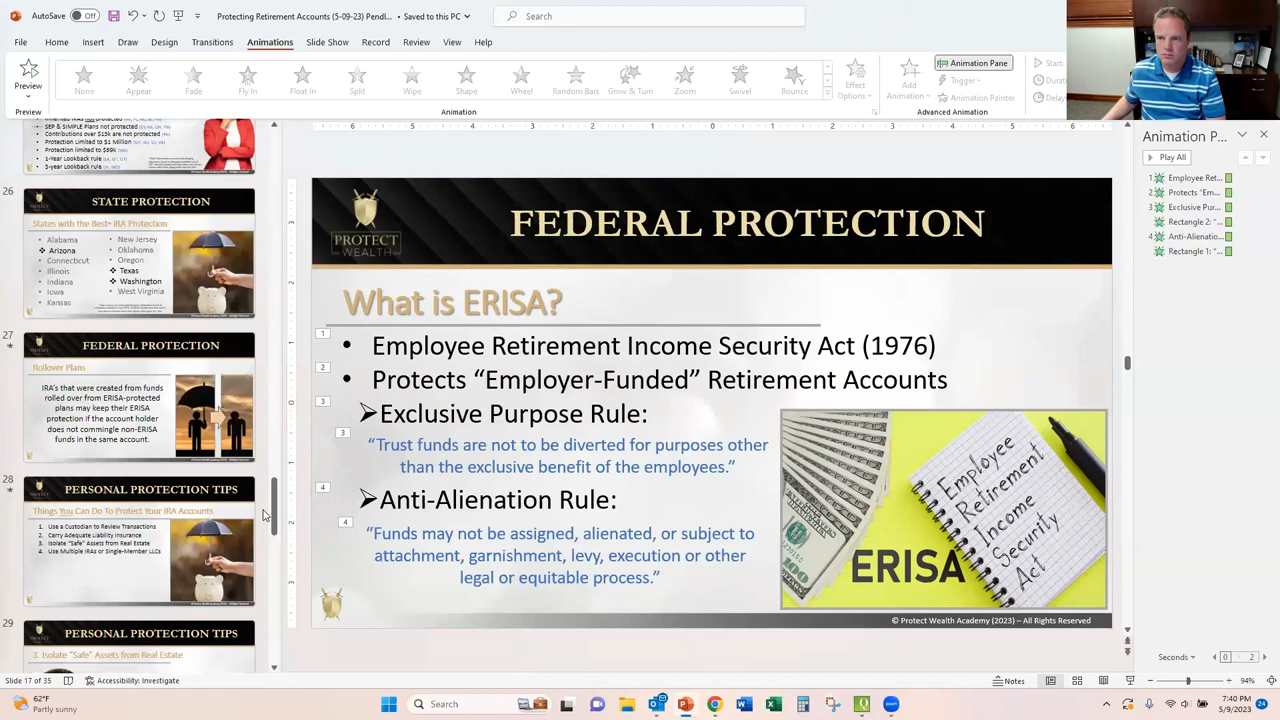 AutoSave
Off
Protecting Retirement Accounts (5-09-23) Pendl... • Saved to this PC
Search
File Home Insert Draw Design Transitions Animations Slide Show Record Review View Help
Preview
None Appear Fade Fly In Float In Split Wipe Shape Wheel Random Bars Grow & Turn Zoom Swivel Bounce
Effect Options
Add Animation
Animation Pane
Trigger
Animation Painter
Start:
Preview
Animation
Advanced Animation
Animation P...
Play All
1 Employee Ret...
2 Protects “Em...
3 Exclusive Pur...
Rectangle 2: “...
4 Anti-Alienatio...
Rectangle 1: “...
SEP & SIMPLE Plans not protected
Protection Limited to $1 Million
1-Year Lookback rule
26
STATE PROTECTION
States with the Best IRA Protection
Alabama
Arizona
Connecticut
Illinois
Indiana
Iowa
Kansas
New Jersey
Oklahoma
Oregon
Texas
Washington
West Virginia
27
FEDERAL PROTECTION
Rollover Plans
IRA's that were created from funds
rolled over from ERISA-protected
plans may keep their ERISA
protection if the account holder
does not commingle non-ERISA
funds in the same account.
28
PERSONAL PROTECTION TIPS
Things You Can Do To Protect Your IRA Accounts
1. Use a Custodian to Review Transactions
2. Carry Adequate Liability Insurance
3. Isolate “Safe” Assets from Real Estate
4. Use Multiple IRAs or Single-Member LLCs
29
PERSONAL PROTECTION TIPS
3. Isolate “Safe” Assets from Real Estate
PROTECT
WEALTH
FEDERAL PROTECTION
What is ERISA?
• Employee Retirement Income Security Act (1976)
• Protects “Employer-Funded” Retirement Accounts
➢Exclusive Purpose Rule:
“Trust funds are not to be diverted for purposes other
than the exclusive benefit of the employees.”
➢Anti-Alienation Rule:
“Funds may not be assigned, alienated, or subject to
attachment, garnishment, levy, execution or other
legal or equitable process.”
Employee
Retirement
Income
Security
Act
ERISA
© Protect Wealth Academy (2023) – All Rights Reserved
Seconds
0 2
Slide 17 of 35
Accessibility: Investigate
Notes
94%
62°F
Partly sunny
Search
7:40 PM
5/9/2023
24